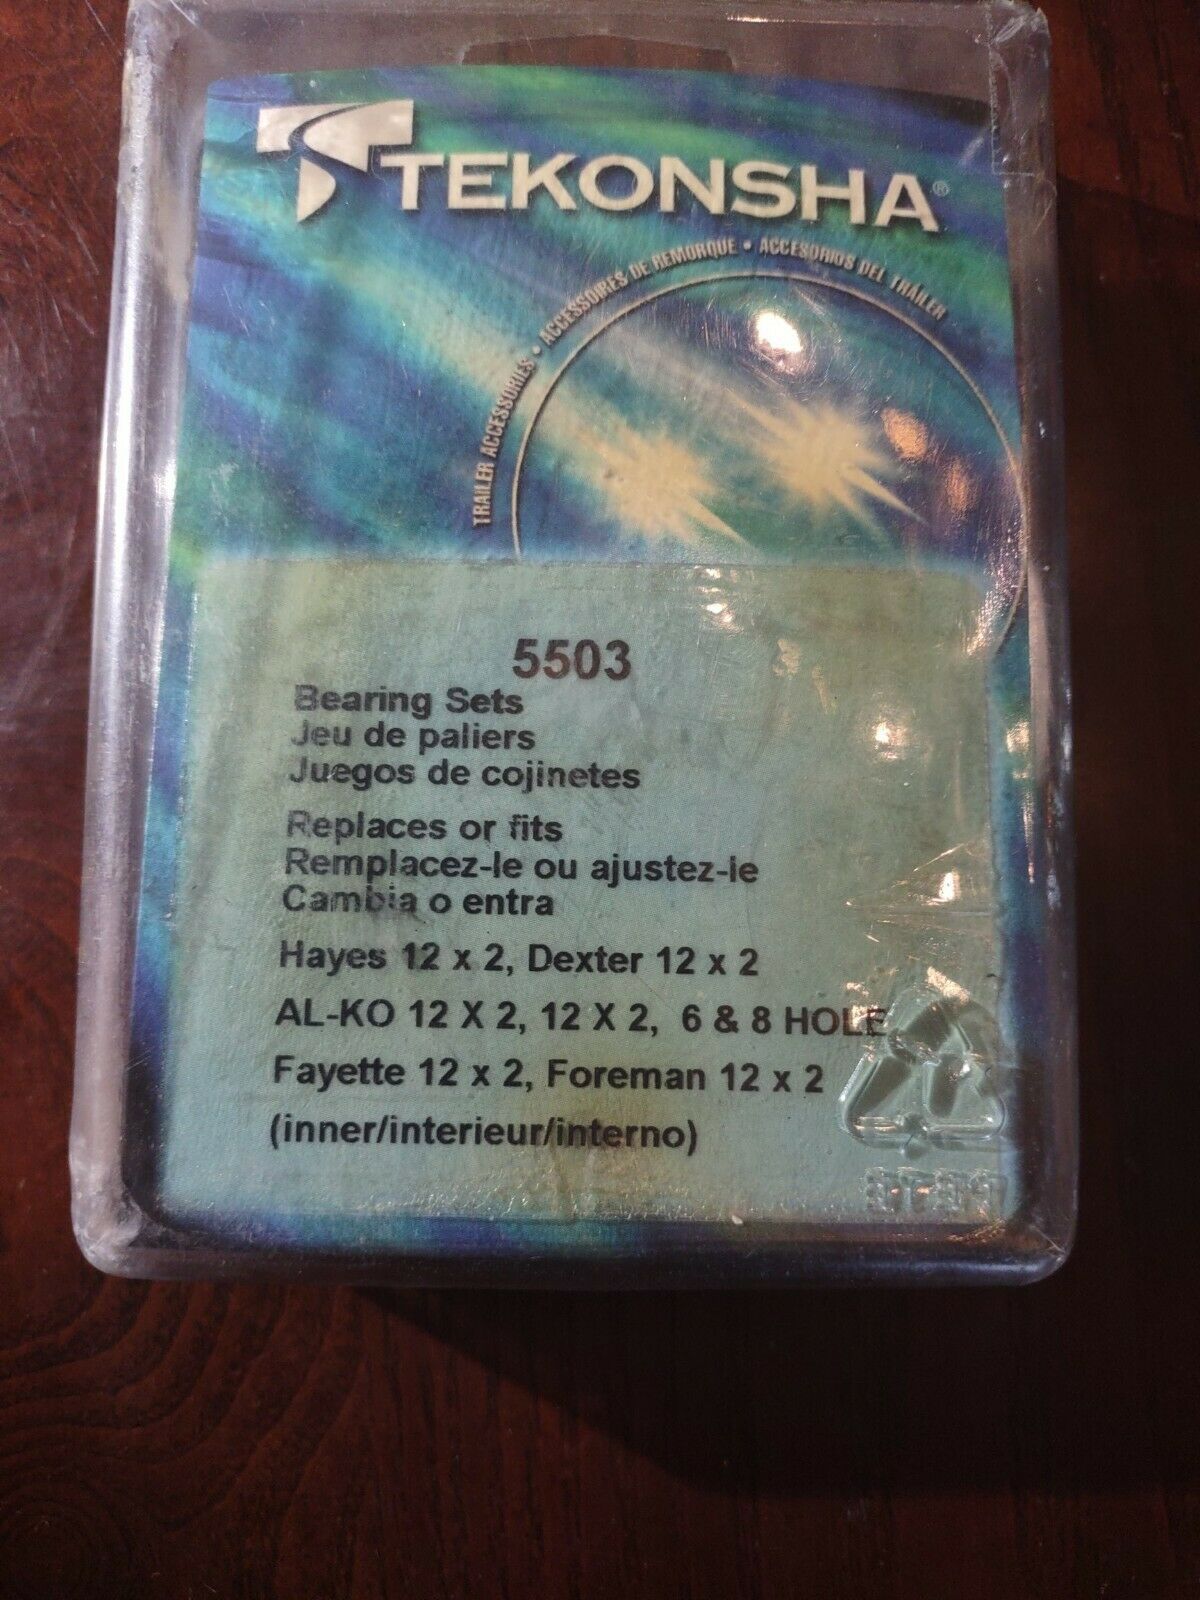 TEKONSHA®
TRAILER ACCESSORIES • ACCESSOIRES DE REMORQUE • ACCESORIOS DEL TRÁILER
5503
Bearing Sets
Jeu de paliers
Juegos de cojinetes
Replaces or fits
Remplacez-le ou ajustez-le
Cambia o entra
Hayes 12 x 2, Dexter 12 x 2
AL-KO 12 X 2, 12 X 2, 6 & 8 HOLE
Fayette 12 x 2, Foreman 12 x 2
(inner/interieur/interno)